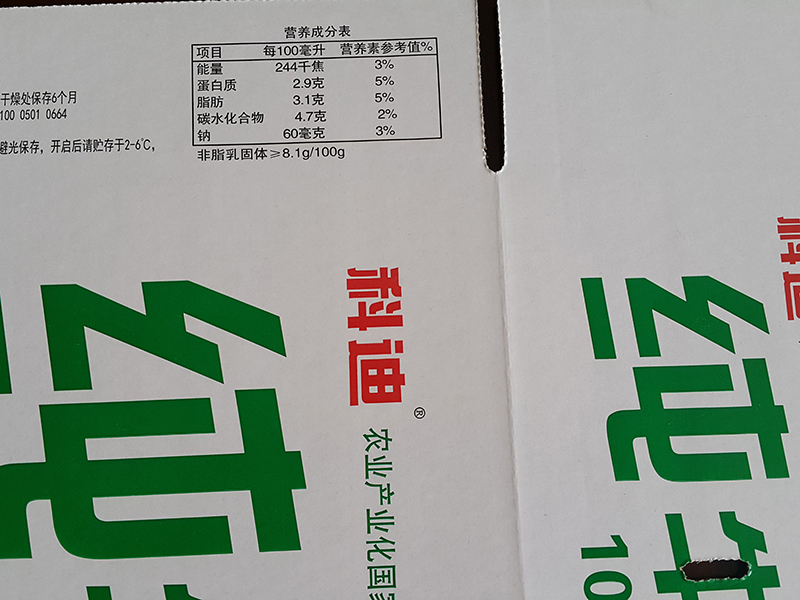 营养成分表
项目 每100毫升 营养素参考值%
能量 244千焦 3%
蛋白质 2.9克 5%
脂肪 3.1克 5%
碳水化合物 4.7克 2%
钠 60毫克 3%
非脂乳固体≥8.1g/100g
干燥处保存6个月
100 0501 0664
避光保存，开启后请贮存于2-6℃，
科迪®
农业产业化国家
纯
科迪
纯牛
10